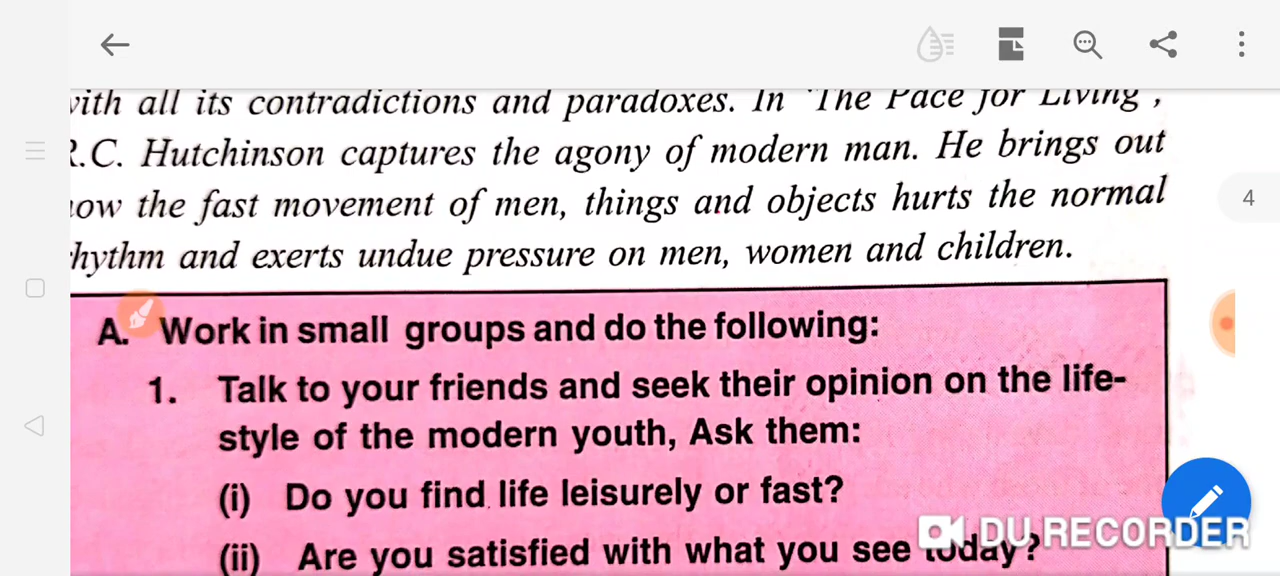 with all its contradictions and paradoxes. In 'The Pace for Living',
R.C. Hutchinson captures the agony of modern man. He brings out
how the fast movement of men, things and objects hurts the normal
rhythm and exerts undue pressure on men, women and children.
4
A. Work in small groups and do the following:
1. Talk to your friends and seek their opinion on the life-
style of the modern youth, Ask them:
(i) Do you find life leisurely or fast?
(ii) Are you satisfied with what you see today?
DU RECORDER